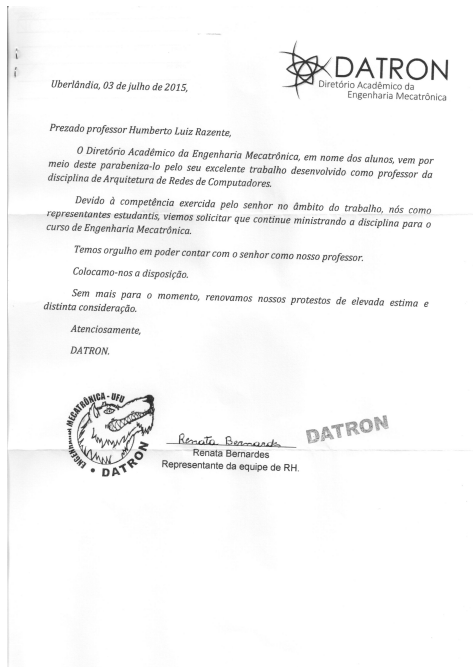 DATRON
Diretório Acadêmico da
Engenharia Mecatrônica
Uberlândia, 03 de julho de 2015,
Prezado professor Humberto Luiz Razente,
O Diretório Acadêmico da Engenharia Mecatrônica, em nome dos alunos, vem por
meio deste parabeniza-lo pelo seu excelente trabalho desenvolvido como professor da
disciplina de Arquitetura de Redes de Computadores.
Devido à competência exercida pelo senhor no âmbito do trabalho, nós como
representantes estudantis, viemos solicitar que continue ministrando a disciplina para o
curso de Engenharia Mecatrônica.
Temos orgulho em poder contar com o senhor como nosso professor.
Colocamo-nos a disposição.
Sem mais para o momento, renovamos nossos protestos de elevada estima e
distinta consideração.
Atenciosamente,
DATRON.
ENGENHARIA MECATRÔNICA - UFU
• DATRON
Renata Bernardes
DATRON
Renata Bernardes
Representante da equipe de RH.